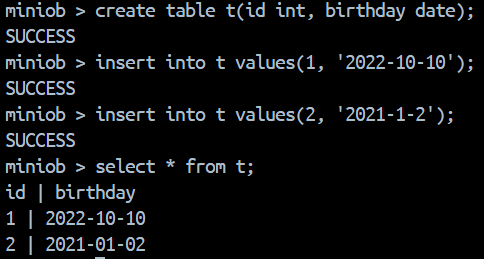 miniob > create table t(id int, birthday date);
SUCCESS
miniob > insert into t values(1, '2022-10-10');
SUCCESS
miniob > insert into t values(2, '2021-1-2');
SUCCESS
miniob > select * from t;
id | birthday
1 | 2022-10-10
2 | 2021-01-02